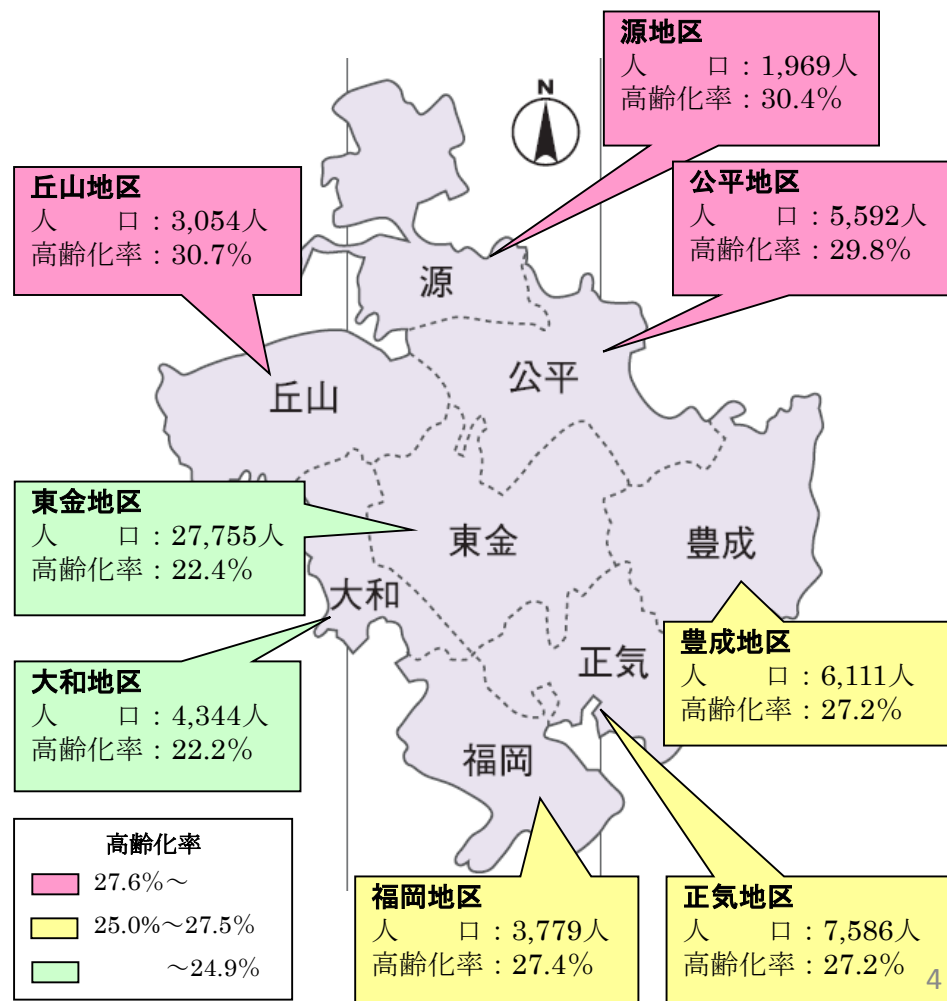 源地区
人　　口：1,969人
高齢化率：30.4%
N
丘山地区
人　　口：3,054人
高齢化率：30.7%
公平地区
人　　口：5,592人
高齢化率：29.8%
源
公平
丘山
東金地区
人　　口：27,755人
高齢化率：22.4%
東金
豊成
大和
豊成地区
人　　口：6,111人
高齢化率：27.2%
正気
大和地区
人　　口：4,344人
高齢化率：22.2%
福岡
高齢化率
27.6%～
25.0%～27.5%
～24.9%
福岡地区
人　　口：3,779人
高齢化率：27.4%
正気地区
人　　口：7,586人
高齢化率：27.2%
4